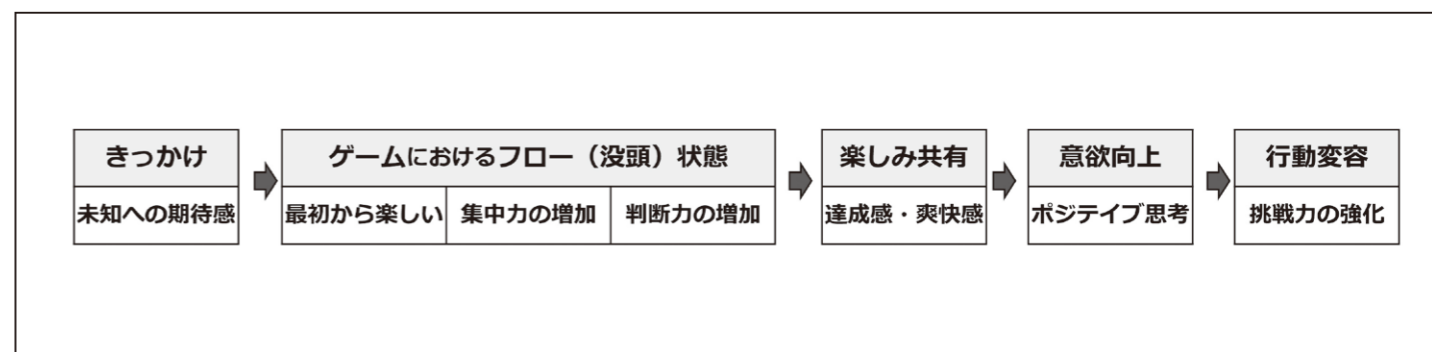 きっかけ
未知への期待感
ゲームにおけるフロー（没頭）状態
最初から楽しい
集中力の増加
判断力の増加
楽しみ共有
達成感・爽快感
意欲向上
ポジテイブ思考
行動変容
挑戦力の強化